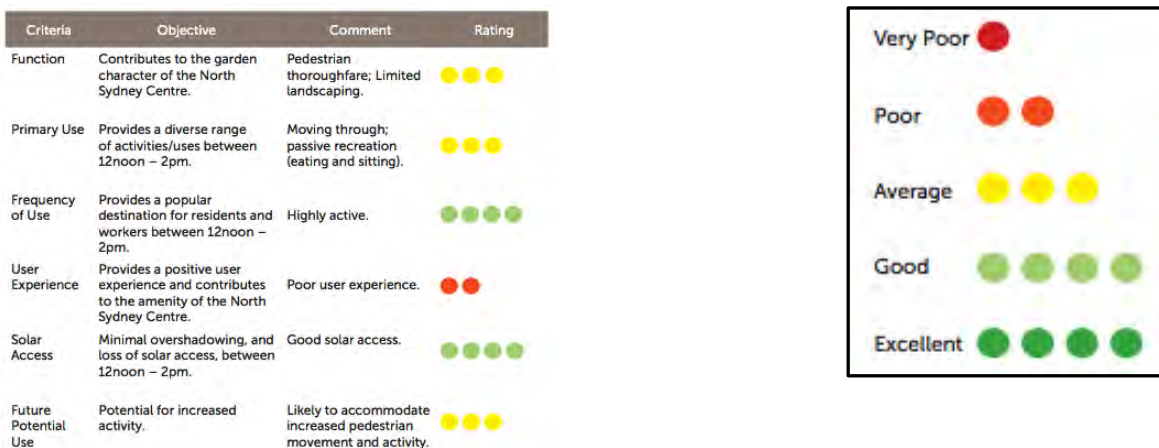 Criteria Objective Comment Rating
Function Contributes to the garden character of the North Sydney Centre. Pedestrian thoroughfare; Limited landscaping.
Primary Use Provides a diverse range of activities/uses between 12noon – 2pm. Moving through; passive recreation (eating and sitting).
Frequency of Use Provides a popular destination for residents and workers between 12noon – 2pm. Highly active.
User Experience Provides a positive user experience and contributes to the amenity of the North Sydney Centre. Poor user experience.
Solar Access Minimal overshadowing, and loss of solar access, between 12noon – 2pm. Good solar access.
Future Potential Use Potential for increased activity. Likely to accommodate increased pedestrian movement and activity.
Very Poor
Poor
Average
Good
Excellent